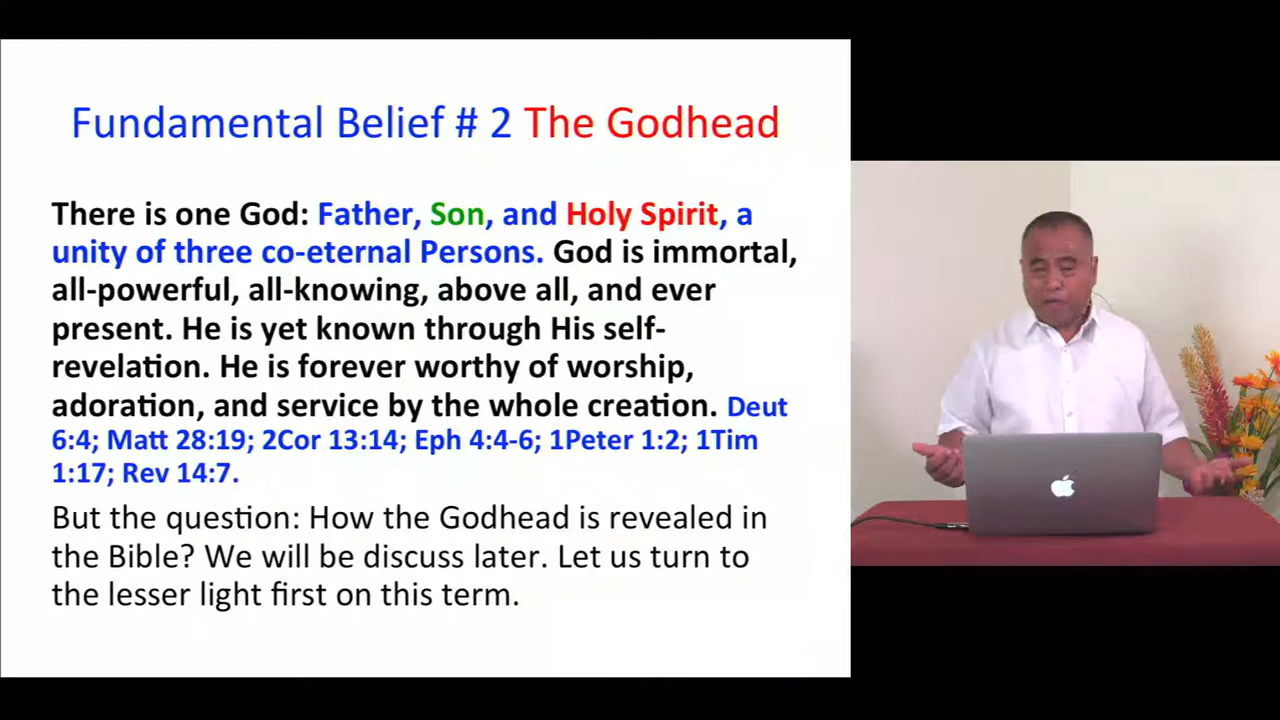 Fundamental Belief # 2 The Godhead
There is one God: Father, Son, and Holy Spirit, a
unity of three co-eternal Persons. God is immortal,
all-powerful, all-knowing, above all, and ever
present. He is yet known through His self-
revelation. He is forever worthy of worship,
adoration, and service by the whole creation. Deut
6:4; Matt 28:19; 2Cor 13:14; Eph 4:4-6; 1Peter 1:2; 1Tim
1:17; Rev 14:7.
But the question: How the Godhead is revealed in
the Bible? We will be discuss later. Let us turn to
the lesser light first on this term.